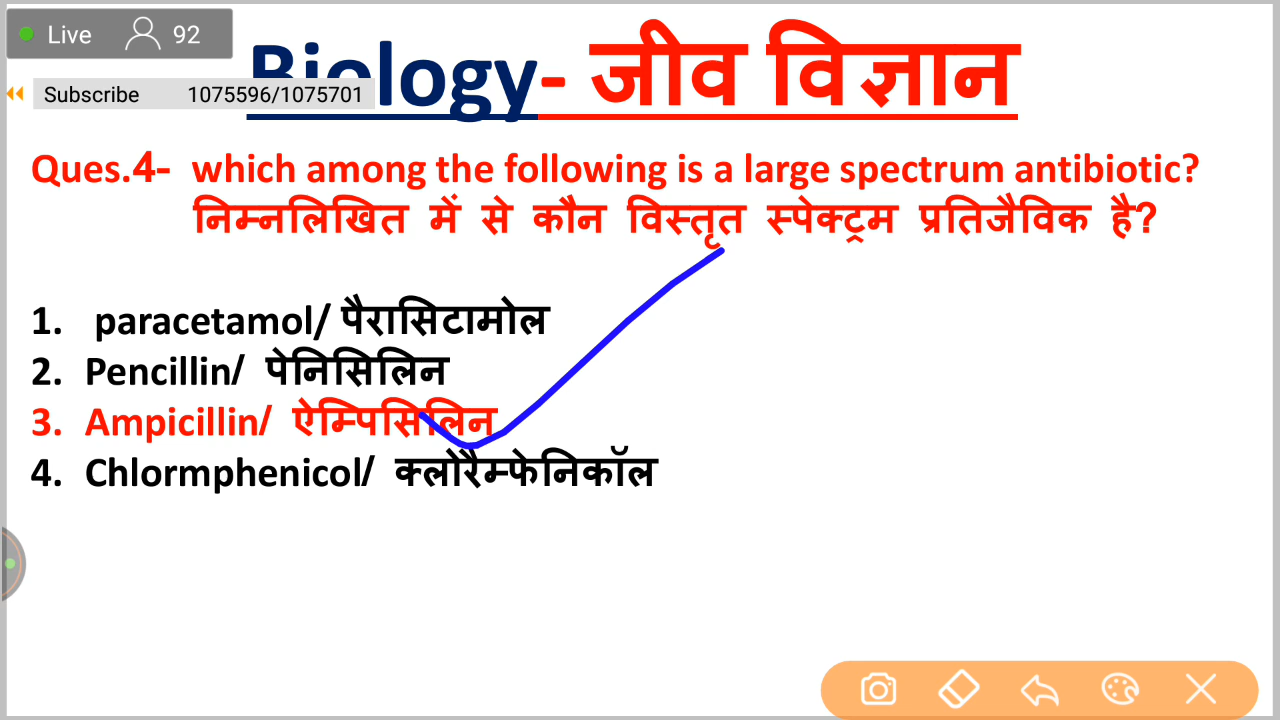 Live 92
Biology- जीव विज्ञान
Subscribe 1075596/1075701
Ques.4- which among the following is a large spectrum antibiotic?
निम्नलिखित में से कौन विस्तृत स्पेक्ट्रम प्रतिजैविक है?
1. paracetamol/ पैरासिटामोल
2. Pencillin/ पेनिसिलिन
3. Ampicillin/ ऐम्पिसिलिन
4. Chlormphenicol/ क्लोरैम्फेनिकॉल